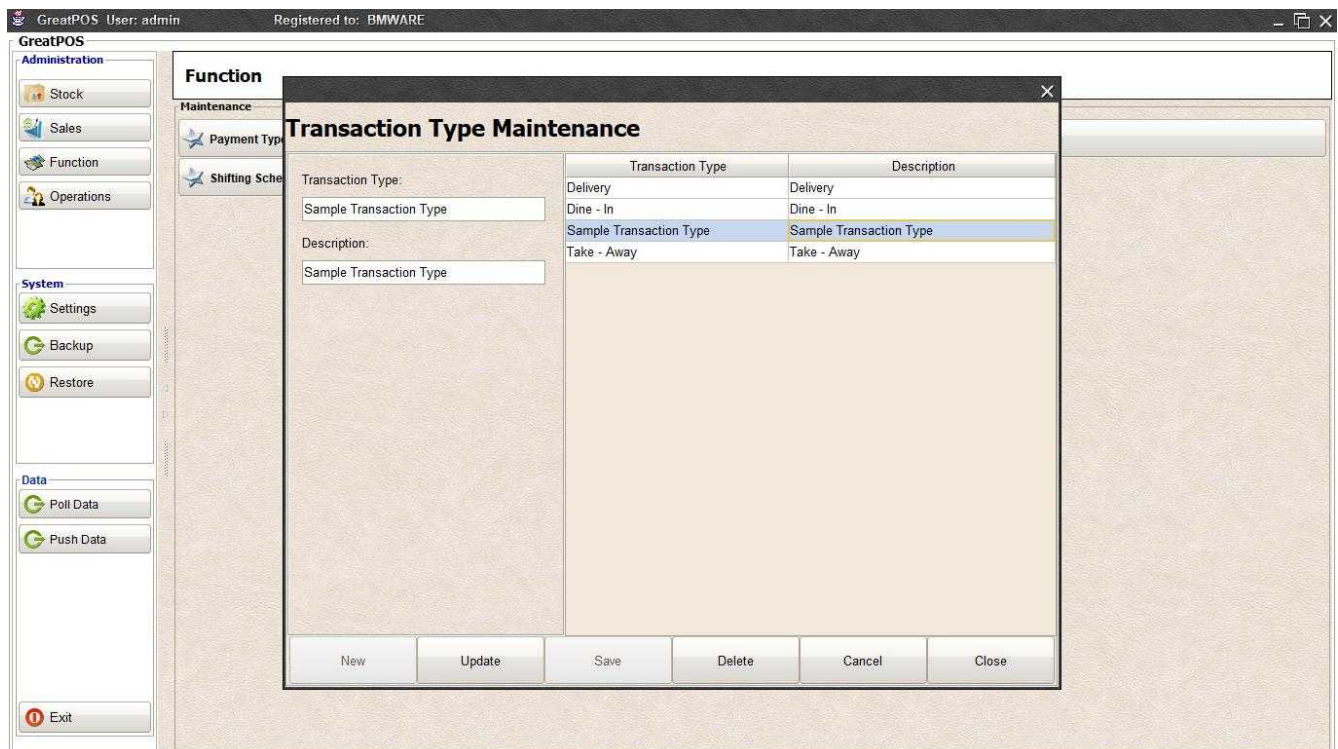 GreatPOS User: admin Registered to: BMWARE
GreatPOS
Administration
Stock
Sales
Function
Operations
System
Settings
Backup
Restore
Data
Poll Data
Push Data
Exit
Function
Maintenance
Payment Typ
Shifting Sche
Transaction Type Maintenance
Transaction Type:
Sample Transaction Type
Description:
Sample Transaction Type
Transaction Type Description
Delivery Delivery
Dine - In Dine - In
Sample Transaction Type Sample Transaction Type
Take - Away Take - Away
New Update Save Delete Cancel Close